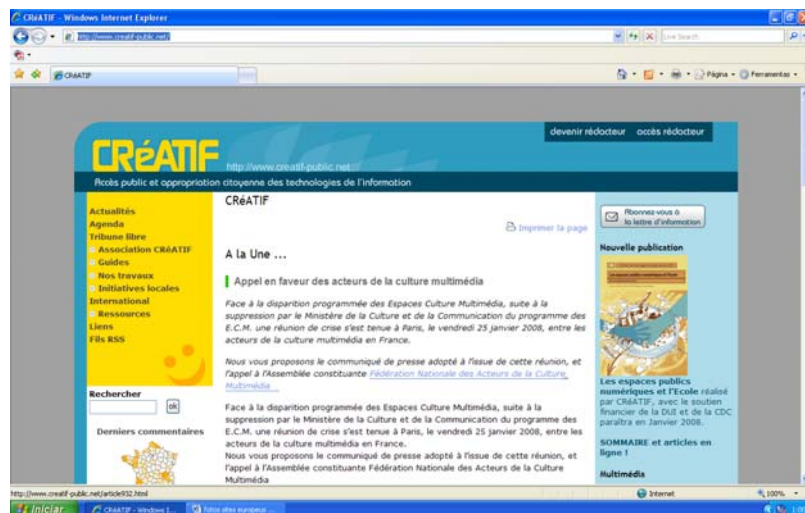 CRéATIF - Windows Internet Explorer
http://www.creatif-public.net/
Live Search
CRéATIF
Página
Ferramentas
devenir rédacteur accès rédacteur
CRéATIF
http://www.creatif-public.net
Accès public et appropriation citoyenne des technologies de l'information
Actualités
Agenda
Tribune libre
Association CRéATIF
Guides
Nos travaux
Initiatives locales
International
Ressources
Liens
Fils RSS
Rechercher
ok
Derniers commentaires
CRéATIF
Imprimer la page
A la Une ...
Appel en faveur des acteurs de la culture multimédia
Face à la disparition programmée des Espaces Culture Multimédia, suite à la
suppression par le Ministère de la Culture et de la Communication du programme des
E.C.M. une réunion de crise s'est tenue à Paris, le vendredi 25 janvier 2008, entre les
acteurs de la culture multimédia en France.
Nous vous proposons le communiqué de presse adopté à l'issue de cette réunion, et
l'appel à l'Assemblée constituante Fédération Nationale des Acteurs de la Culture
Multimédia
Face à la disparition programmée des Espaces Culture Multimédia, suite à la
suppression par le Ministère de la Culture et de la Communication du programme des
E.C.M. une réunion de crise s'est tenue à Paris, le vendredi 25 janvier 2008, entre les
acteurs de la culture multimédia en France.
Nous vous proposons le communiqué de presse adopté à l'issue de cette réunion, et
l'appel à l'Assemblée constituante Fédération Nationale des Acteurs de la Culture
Multimédia
Abonnez-vous à
la lettre d'information
Nouvelle publication
Les espaces publics
numériques et l'Ecole réalisé
par CRéATIF, avec le soutien
financier de la DUI et de la CDC
paraîtra en Janvier 2008.
SOMMAIRE et articles en
ligne !
Multimédia
http://www.creatif-public.net/article932.html
Internet
100%
Iniciar
CRéATIF - Windows I...
Fotos sites europeus ...